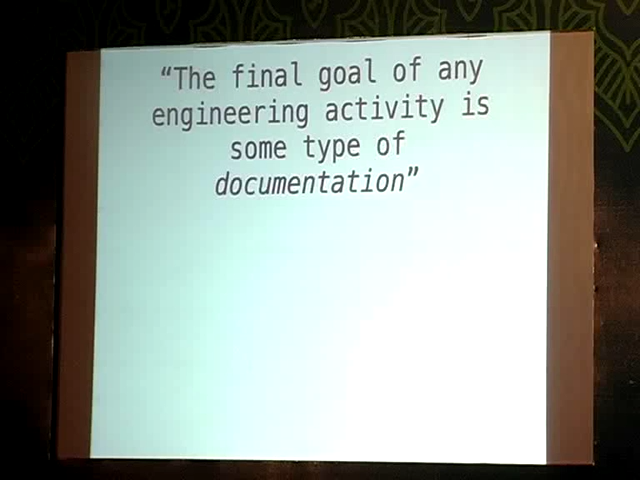 “The final goal of any
engineering activity is
some type of
documentation”